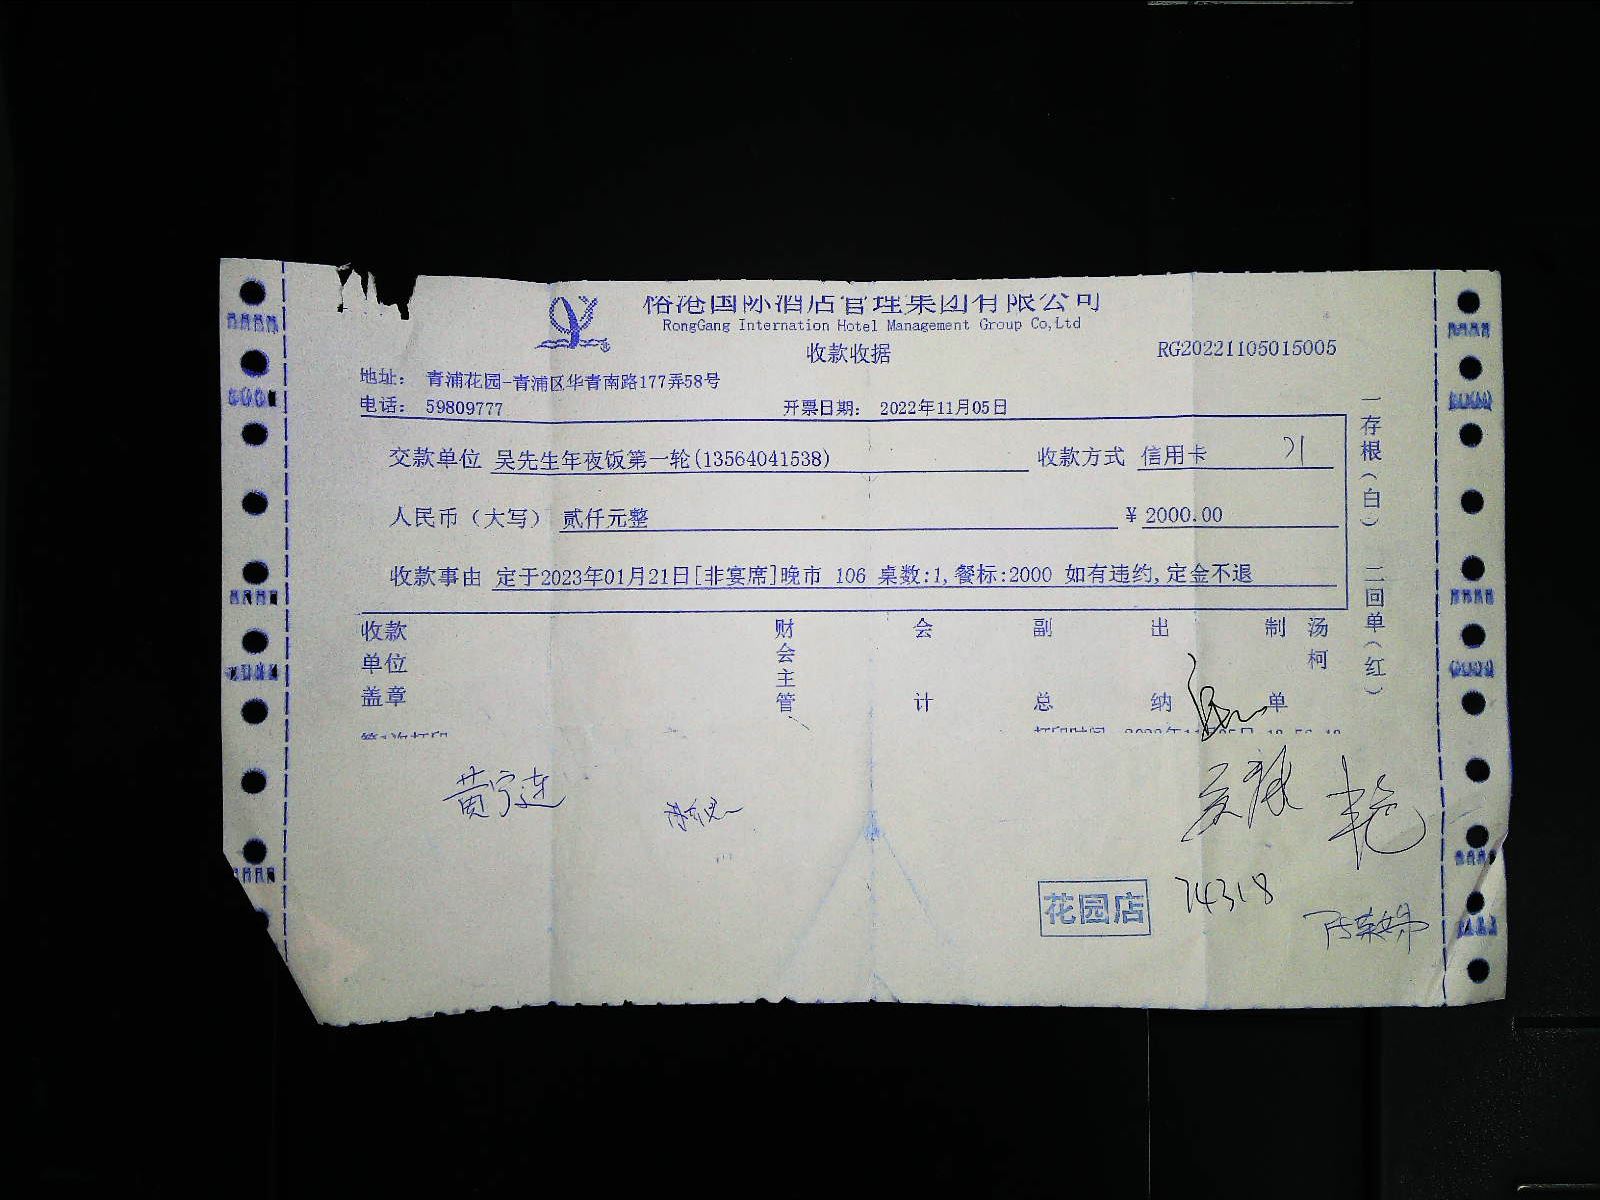 裕港国际酒店管理集团有限公司
RongGang Internation Hotel Management Group Co,Ltd
收款收据
RG20221105015005
地址： 青浦花园-青浦区华青南路177弄58号
电话： 59809777 开票日期： 2022年11月05日
交款单位 吴先生年夜饭第一轮(13564041538) 收款方式 信用卡
人民币（大写） 贰仟元整 ￥ 2000.00
收款事由 定于2023年01月21日[非宴席]晚市 106 桌数:1,餐标:2000 如有违约,定金不退
一存根（白） 二回单（红）
收款单位盖章
财会主管
会计
副总
出纳
制单
汤柯
黄宁连
花园店
74318